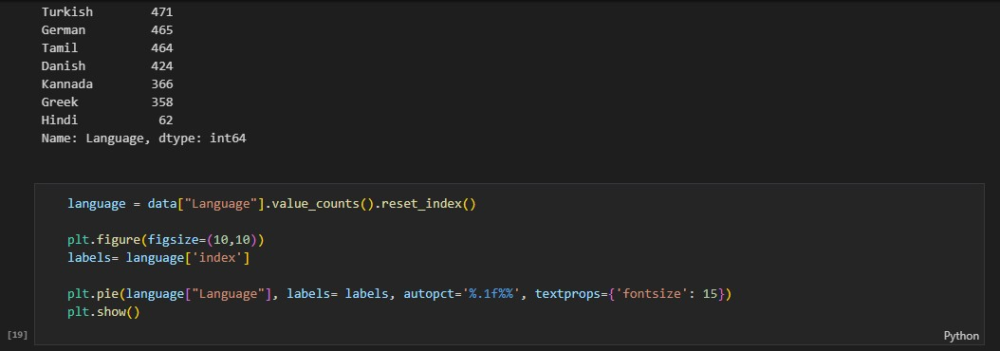 Turkish        471
German         465
Tamil          464
Danish         424
Kannada        366
Greek          358
Hindi           62
Name: Language, dtype: int64
language = data["Language"].value_counts().reset_index()
plt.figure(figsize=(10,10))
labels= language['index']
plt.pie(language["Language"], labels= labels, autopct='%.1f%%', textprops={'fontsize': 15})
plt.show()
[19]
Python